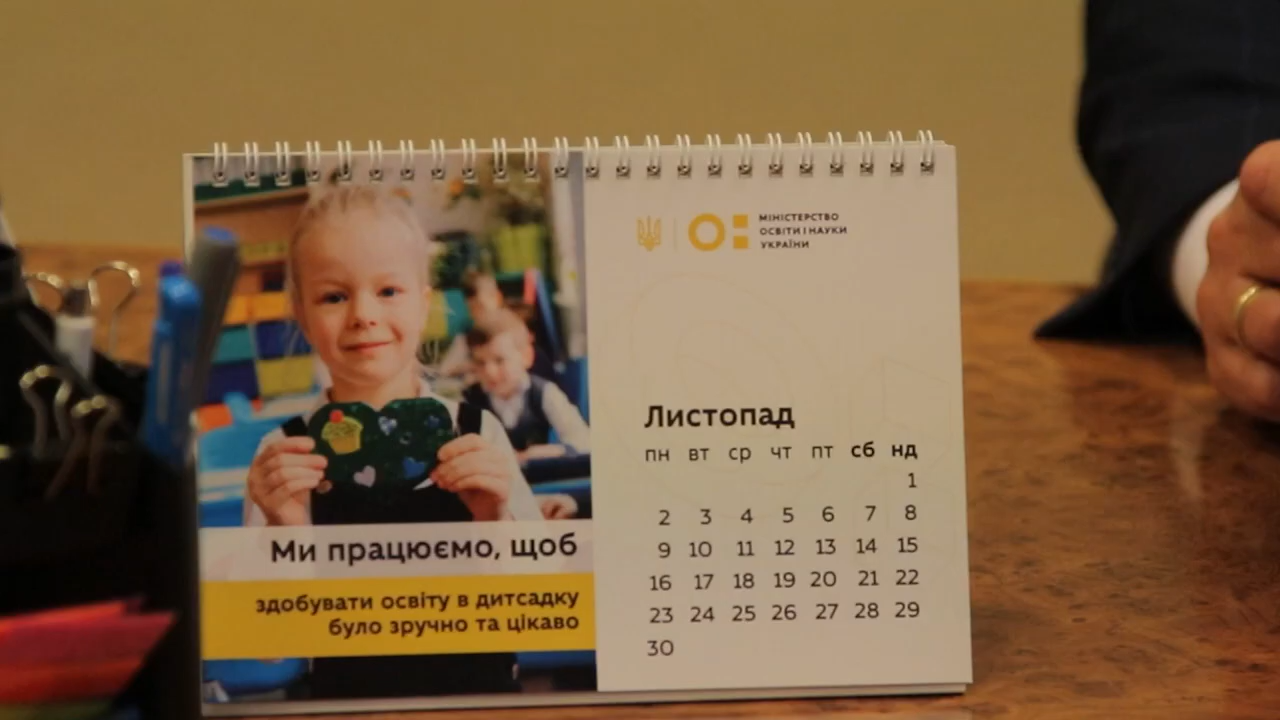 МІНІСТЕРСТВО
ОСВІТИ І НАУКИ
УКРАЇНИ
Листопад
пн вт ср чт пт сб нд
1
2 3 4 5 6 7 8
9 10 11 12 13 14 15
16 17 18 19 20 21 22
23 24 25 26 27 28 29
30
Ми працюємо, щоб
здобувати освіту в дитсадку
було зручно та цікаво